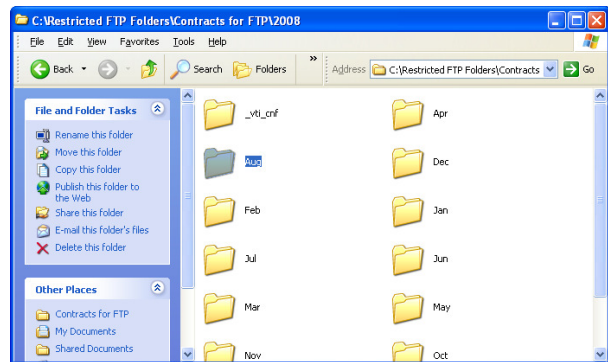 C:\Restricted FTP Folders\Contracts for FTP\2008
File Edit View Favorites Tools Help
Back Search Folders » Address C:\Restricted FTP Folders\Contracts Go
File and Folder Tasks
Rename this folder
Move this folder
Copy this folder
Publish this folder to
the Web
Share this folder
E-mail this folder's files
Delete this folder
Other Places
Contracts for FTP
My Documents
Shared Documents
_vti_cnf Apr
Aug Dec
Feb Jan
Jul Jun
Mar May
Nov Oct